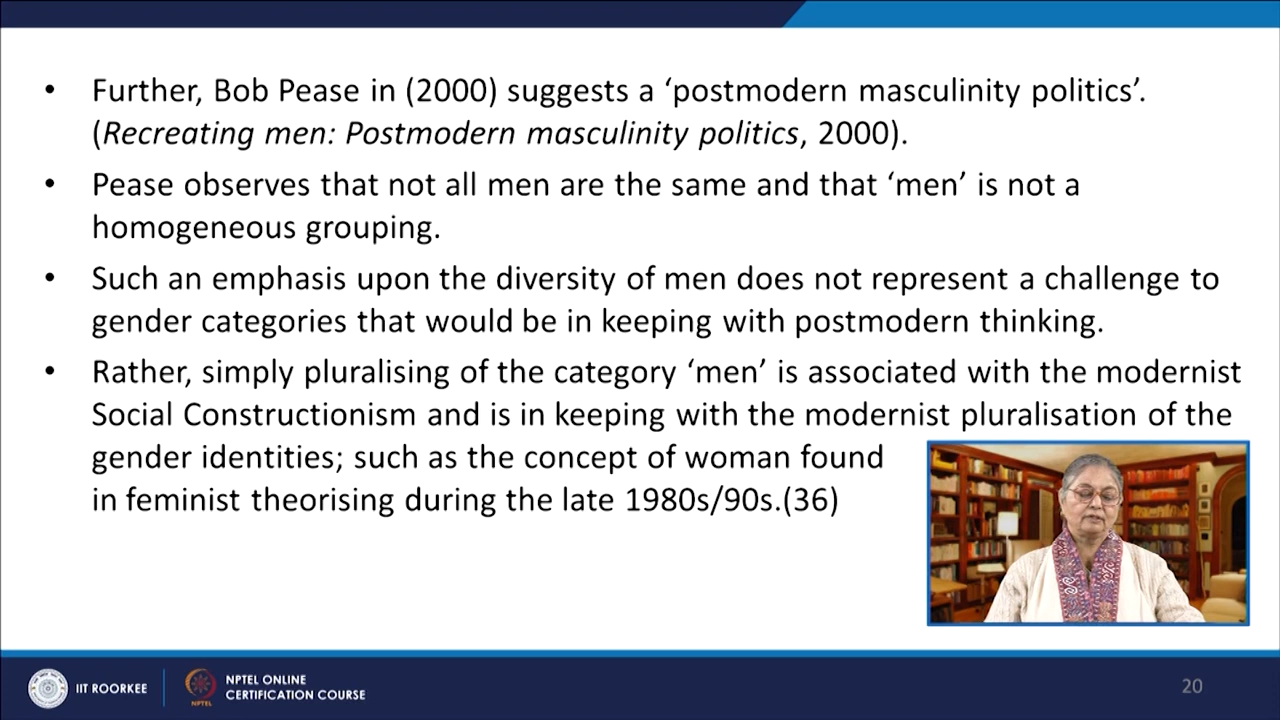 • Further, Bob Pease in (2000) suggests a ‘postmodern masculinity politics’.
(Recreating men: Postmodern masculinity politics, 2000).
• Pease observes that not all men are the same and that ‘men’ is not a
homogeneous grouping.
• Such an emphasis upon the diversity of men does not represent a challenge to
gender categories that would be in keeping with postmodern thinking.
• Rather, simply pluralising of the category ‘men’ is associated with the modernist
Social Constructionism and is in keeping with the modernist pluralisation of the
gender identities; such as the concept of woman found
in feminist theorising during the late 1980s/90s.(36)
IIT ROORKEE
NPTEL
NPTEL ONLINE
CERTIFICATION COURSE
20